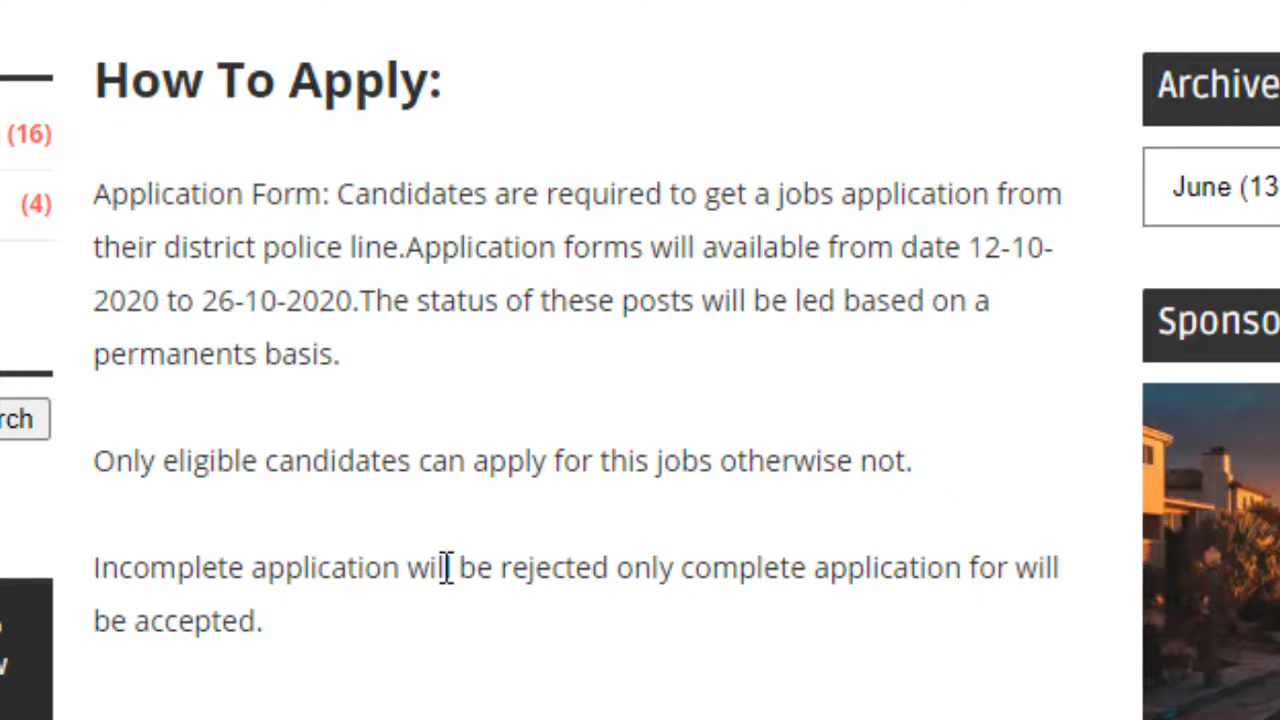 How To Apply:
Application Form: Candidates are required to get a jobs application from
their district police line.Application forms will available from date 12-10-
2020 to 26-10-2020.The status of these posts will be led based on a
permanents basis.
Only eligible candidates can apply for this jobs otherwise not.
Incomplete application will be rejected only complete application for will
be accepted.
(16)
(4)
rch
Archive
June (13
Sponso